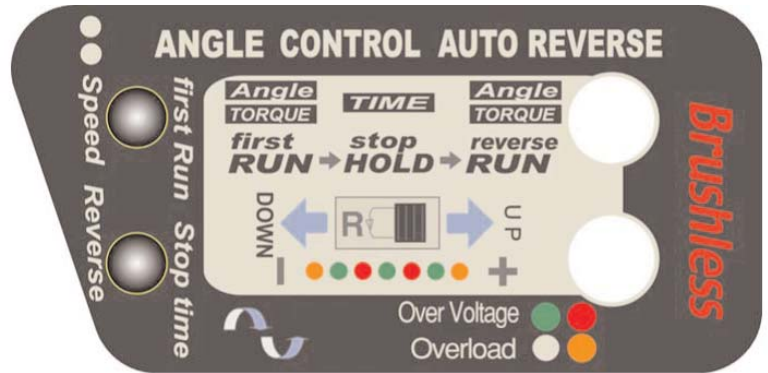 ANGLE CONTROL AUTO REVERSE
Speed Reverse
first Run Stop time
Angle TIME Angle
TORQUE TORQUE
first stop reverse
RUN HOLD RUN
DOWN R UP
- +
Over Voltage
Overload
Brushless